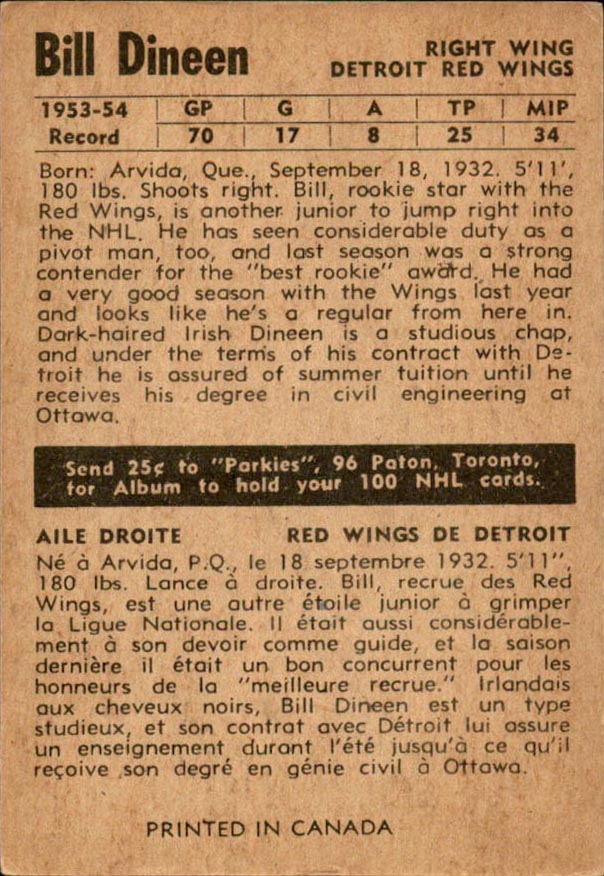 Bill Dineen
RIGHT WING
DETROIT RED WINGS
1953-54 | GP | G | A | TP | MIP
Record | 70 | 17 | 8 | 25 | 34
Born: Arvida, Que., September 18, 1932. 5'11',
180 lbs. Shoots right. Bill, rookie star with the
Red Wings, is another junior to jump right into
the NHL. He has seen considerable duty as a
pivot man, too, and last season was a strong
contender for the "best rookie" award. He had
a very good season with the Wings last year
and looks like he's a regular from here in.
Dark-haired Irish Dineen is a studious chap,
and under the terms of his contract with De-
troit he is assured of summer tuition until he
receives his degree in civil engineering at
Ottawa.
Send 25¢ to "Parkies", 96 Paton, Toronto,
for Album to hold your 100 NHL cards.
AILE DROITE RED WINGS DE DETROIT
Né à Arvida, P.Q., le 18 septembre 1932. 5'11",
180 lbs. Lance à droite. Bill, recrue des Red
Wings, est une autre étoile junior à grimper
la Ligue Nationale. Il était aussi considérable-
ment à son devoir comme guide, et la saison
dernière il était un bon concurrent pour les
honneurs de la "meilleure recrue." Irlandais
aux cheveux noirs, Bill Dineen est un type
studieux, et son contrat avec Détroit lui assure
un enseignement durant l'été jusqu'à ce qu'il
reçoive son degré en génie civil à Ottawa.
PRINTED IN CANADA